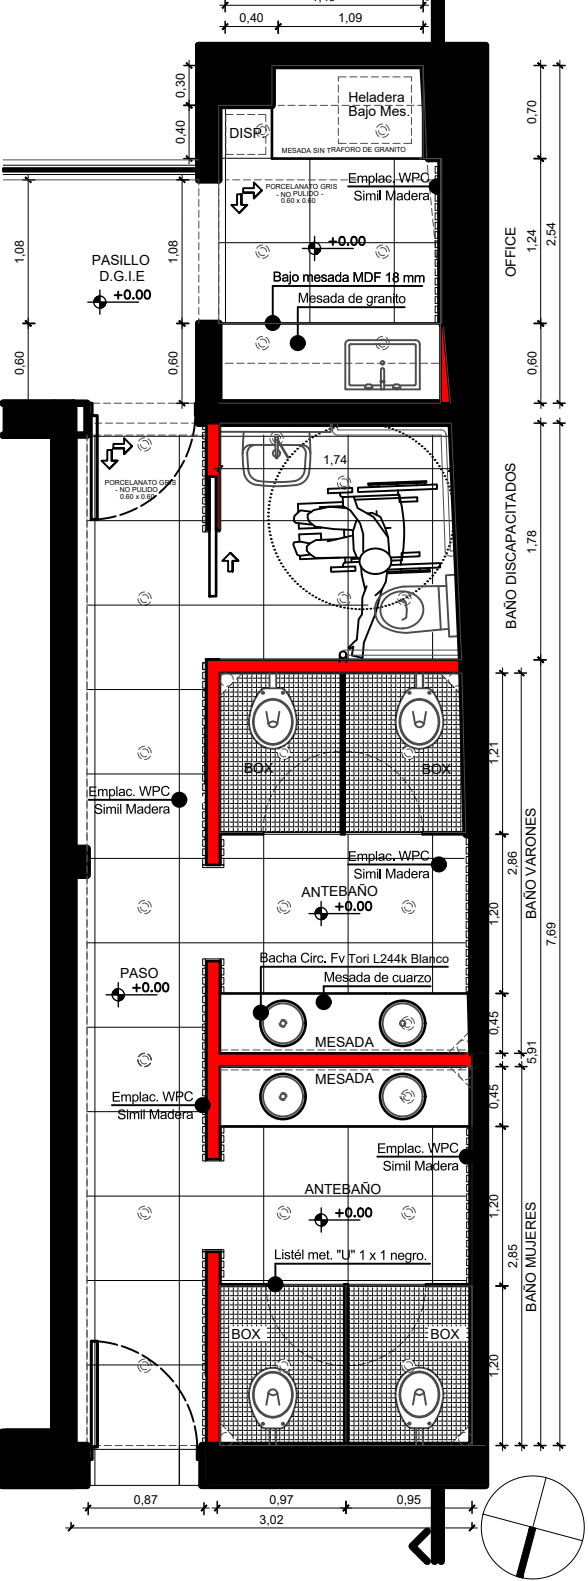 0,40
1,09
0,30
0,40
Heladera
Bajo Mes.
DISP.
MESADA SIN TRAFORO DE GRANITO
0,70
Emplac. WPC
Simil Madera
PORCELANATO GRIS
- NO PULIDO -
0.60 x 0.60
+0.00
PASILLO
D.G.I.E
+0.00
1,08
1,08
OFFICE
1,24
2,54
Bajo mesada MDF 18 mm
Mesada de granito
0,60
0,60
0,60
PORCELANATO GRIS
- NO PULIDO -
0.60 x 0.60
1,74
BAÑO DISCAPACITADOS
1,78
BOX
BOX
1,21
Emplac. WPC
Simil Madera
Emplac. WPC
Simil Madera
ANTEBAÑO
+0.00
1,20
2,86
BAÑO VARONES
7,69
PASO
+0.00
Bacha Circ. Fv Tori L244k Blanco
Mesada de cuarzo
MESADA
0,45
5,91
MESADA
0,45
Emplac. WPC
Simil Madera
Emplac. WPC
Simil Madera
ANTEBAÑO
+0.00
1,20
2,85
BAÑO MUJERES
Listél met. "U" 1 x 1 negro.
BOX
BOX
1,20
0,87
0,97
0,95
3,02